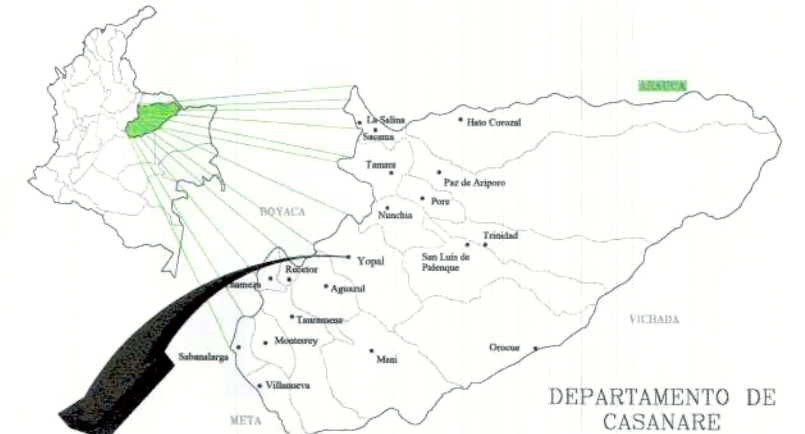 ARAUCA
La Salina
Sacama
Hato Corozal
Tamara
Paz de Ariporo
Pore
BOYACA
Nunchia
Trinidad
San Luis de
Palenque
Yopal
Recetor
Aguazul
Tauramena
VICHADA
Monterrey
Orocue
Sabanalarga
Mani
Villanueva
DEPARTAMENTO DE
CASANARE
META